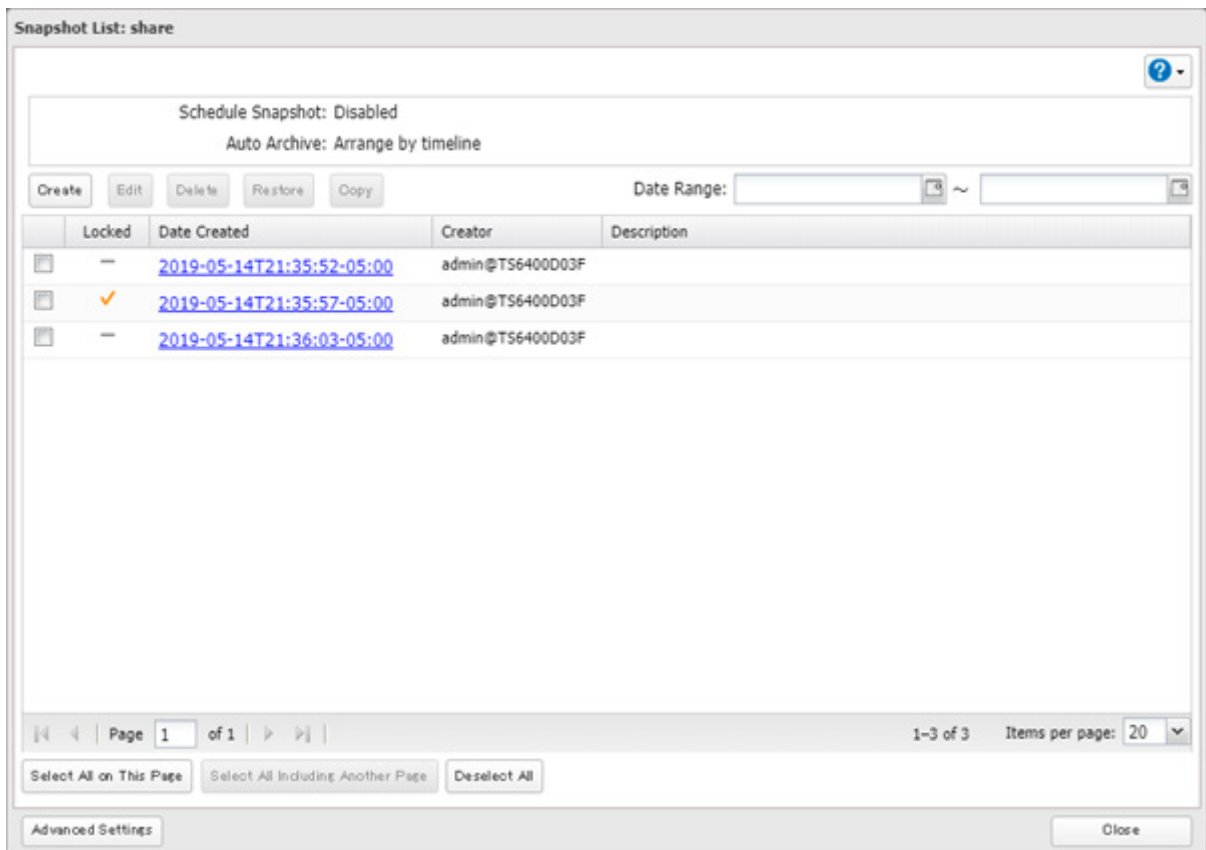 Snapshot List: share
?
Schedule Snapshot: Disabled
Auto Archive: Arrange by timeline
Create Edit Delete Restore Copy Date Range: ~
Locked Date Created Creator Description
— 2019-05-14T21:35:52-05:00 admin@TS6400D03F
2019-05-14T21:35:57-05:00 admin@TS6400D03F
— 2019-05-14T21:36:03-05:00 admin@TS6400D03F
Page 1 of 1 1–3 of 3 Items per page: 20
Select All on This Page Select All Including Another Page Deselect All
Advanced Settings Close